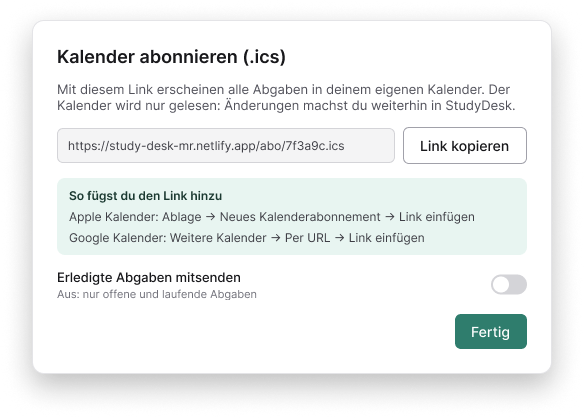 Kalender abonnieren (.ics)
Mit diesem Link erscheinen alle Abgaben in deinem eigenen Kalender. Der
Kalender wird nur gelesen: Änderungen machst du weiterhin in StudyDesk.
https://study-desk-mr.netlify.app/abo/7f3a9c.ics
Link kopieren
So fügst du den Link hinzu
Apple Kalender: Ablage → Neues Kalenderabonnement → Link einfügen
Google Kalender: Weitere Kalender → Per URL → Link einfügen
Erledigte Abgaben mitsenden
Aus: nur offene und laufende Abgaben
Fertig